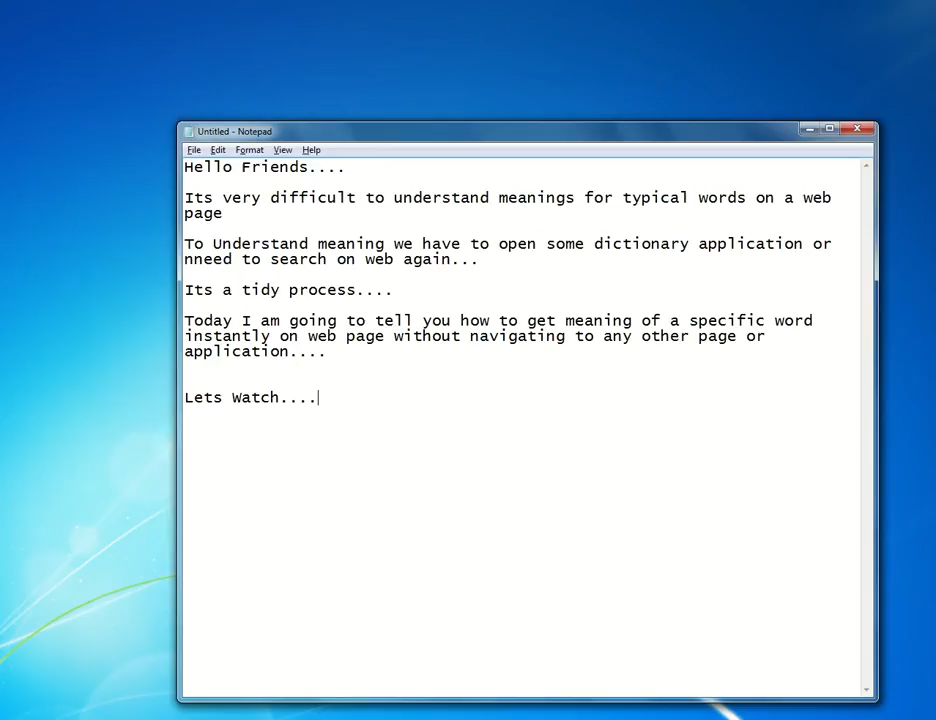 Untitled - Notepad
File Edit Format View Help
Hello Friends....
Its very difficult to understand meanings for typical words on a web
page
To Understand meaning we have to open some dictionary application or
nneed to search on web again...
Its a tidy process....
Today I am going to tell you how to get meaning of a specific word
instantly on web page without navigating to any other page or
application....
Lets Watch....